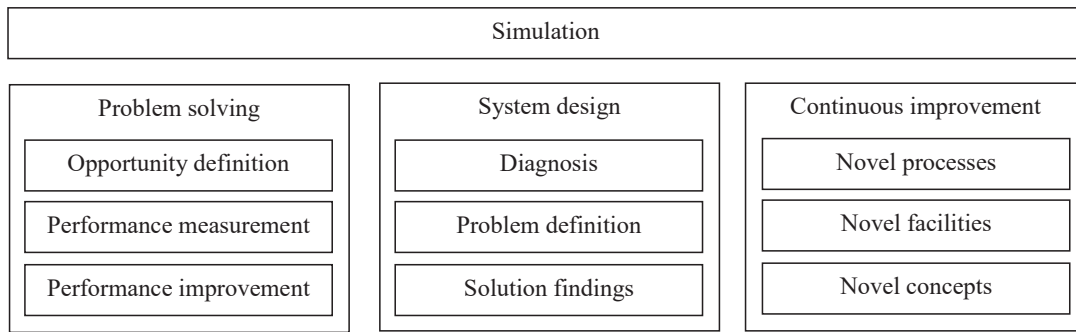 Simulation
Problem solving
Opportunity definition
Performance measurement
Performance improvement
System design
Diagnosis
Problem definition
Solution findings
Continuous improvement
Novel processes
Novel facilities
Novel concepts